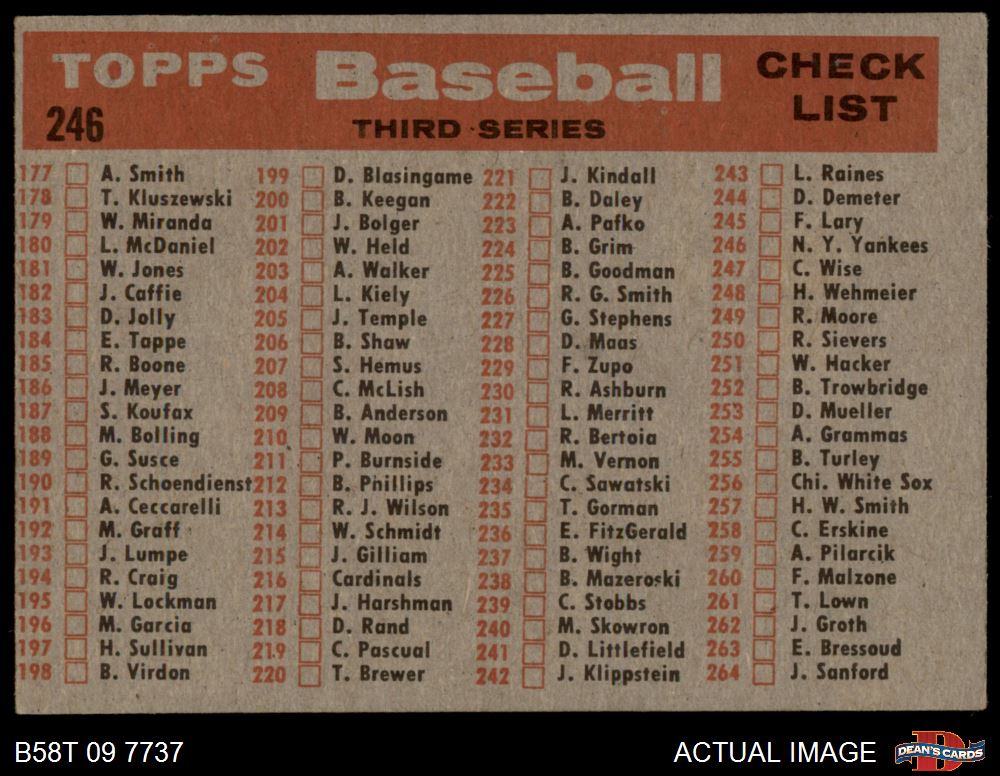 TOPPS Baseball CHECK LIST
246 THIRD SERIES
177 A. Smith 199 D. Blasingame 221 J. Kindall 243 L. Raines
178 T. Kluszewski 200 B. Keegan 222 B. Daley 244 D. Demeter
179 W. Miranda 201 J. Bolger 223 A. Pafko 245 F. Lary
180 L. McDaniel 202 W. Held 224 B. Grim 246 N. Y. Yankees
181 W. Jones 203 A. Walker 225 B. Goodman 247 C. Wise
182 J. Caffie 204 L. Kiely 226 R. G. Smith 248 H. Wehmeier
183 D. Jolly 205 J. Temple 227 G. Stephens 249 R. Moore
184 E. Tappe 206 B. Shaw 228 D. Maas 250 R. Sievers
185 R. Boone 207 S. Hemus 229 F. Zupo 251 W. Hacker
186 J. Meyer 208 C. McLish 230 R. Ashburn 252 B. Trowbridge
187 S. Koufax 209 B. Anderson 231 L. Merritt 253 D. Mueller
188 M. Bolling 210 W. Moon 232 R. Bertoia 254 A. Grammas
189 G. Susce 211 P. Burnside 233 M. Vernon 255 B. Turley
190 R. Schoendienst 212 B. Phillips 234 C. Sawatski 256 Chi. White Sox
191 A. Ceccarelli 213 R. J. Wilson 235 T. Gorman 257 H. W. Smith
192 M. Graff 214 W. Schmidt 236 E. FitzGerald 258 C. Erskine
193 J. Lumpe 215 J. Gilliam 237 B. Wight 259 A. Pilarcik
194 R. Craig 216 Cardinals 238 B. Mazeroski 260 F. Malzone
195 W. Lockman 217 J. Harshman 239 C. Stobbs 261 T. Lown
196 M. Garcia 218 D. Rand 240 M. Skowron 262 J. Groth
197 H. Sullivan 219 C. Pascual 241 D. Littlefield 263 E. Bressoud
198 B. Virdon 220 T. Brewer 242 J. Klippstein 264 J. Sanford
B58T 09 7737 ACTUAL IMAGE DEAN'S CARDS